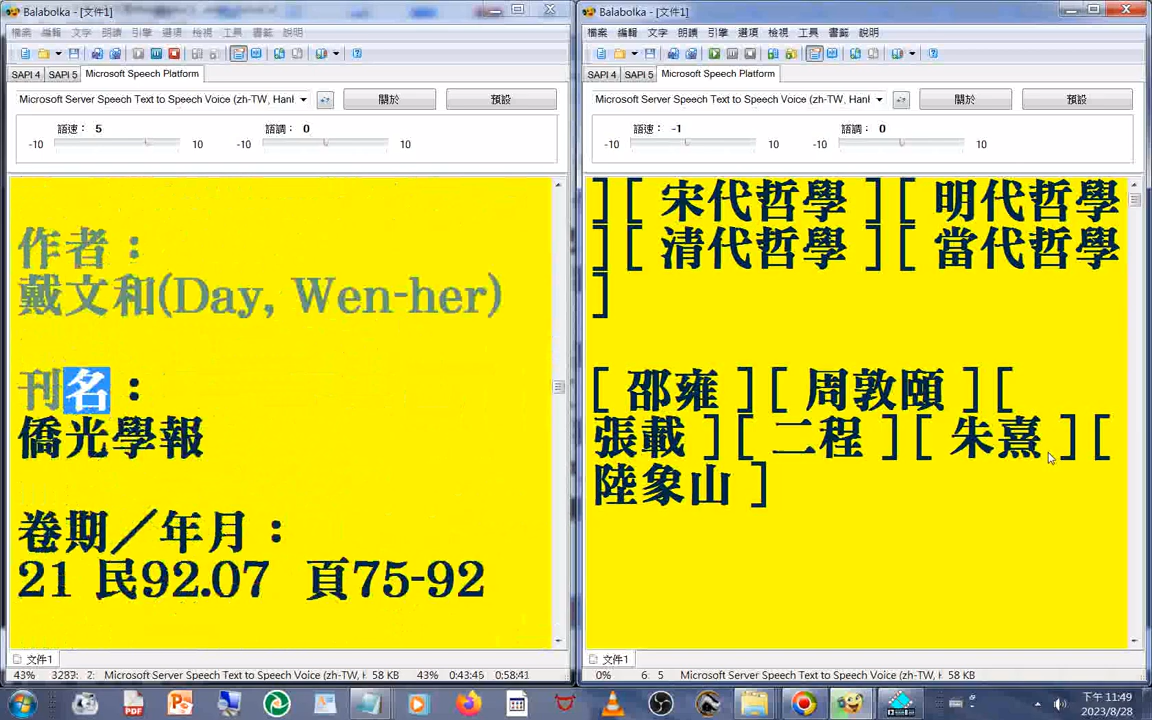 Balabolka - [文件1]
檔案 編輯 文字 朗讀 引擎 選項 檢視 工具 書籤 說明
SAPI 4 SAPI 5 Microsoft Speech Platform
Microsoft Server Speech Text to Speech Voice (zh-TW, Hanl
關於
預設
語速： 5
語調： 0
-10 10 -10 10
作者：
戴文和(Day, Wen-her)
刊名：
僑光學報
卷期／年月：
21 民92.07 頁75-92
文件1
43% 2: Microsoft Server Speech Text to Speech Voice (zh-TW, H 58 KB 43% 0:43:45 0:58:41
Balabolka - [文件1]
檔案 編輯 文字 朗讀 引擎 選項 檢視 工具 書籤 說明
SAPI 4 SAPI 5 Microsoft Speech Platform
Microsoft Server Speech Text to Speech Voice (zh-TW, Hanl
關於
預設
語速： -1
語調： 0
-10 10 -10 10
][ 宋代哲學 ][ 明代哲學
][ 清代哲學 ][ 當代哲學
]
[ 邵雍 ][ 周敦頤 ][
張載 ][ 二程 ][ 朱熹 ][
陸象山 ]
文件1
0% 6: 5 Microsoft Server Speech Text to Speech Voice (zh-TW, H 58 KB
PDF
下午 11:49
2023/8/28